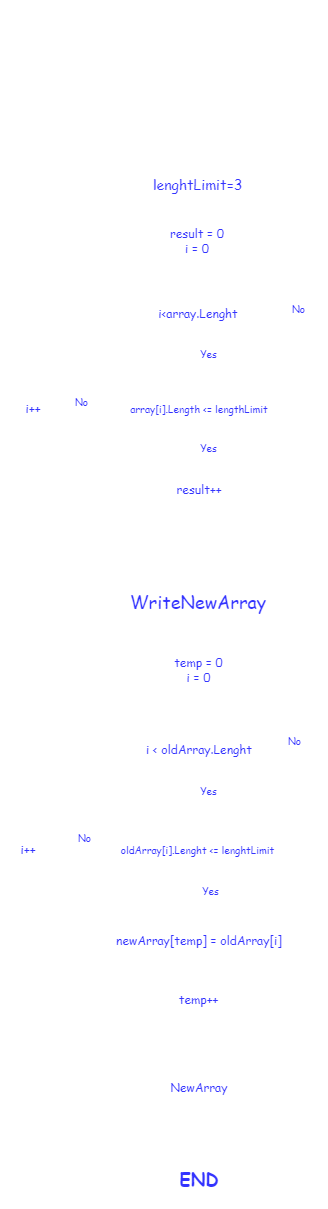 lenghtLimit=3
result = 0
i = 0
i<array.Lenght
No
Yes
i++
No
array[i].Length <= lengthLimit
Yes
result++
WriteNewArray
temp = 0
i = 0
i < oldArray.Lenght
No
Yes
i++
No
oldArray[i].Lenght <= lenghtLimit
Yes
newArray[temp] = oldArray[i]
temp++
NewArray
END